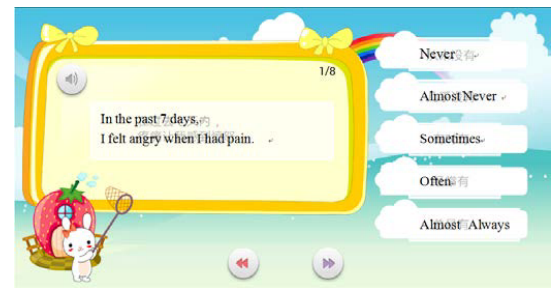 1/8
In the past 7 days,
I felt angry when I had pain.
Never
Almost Never
Sometimes
Often
Almost Always